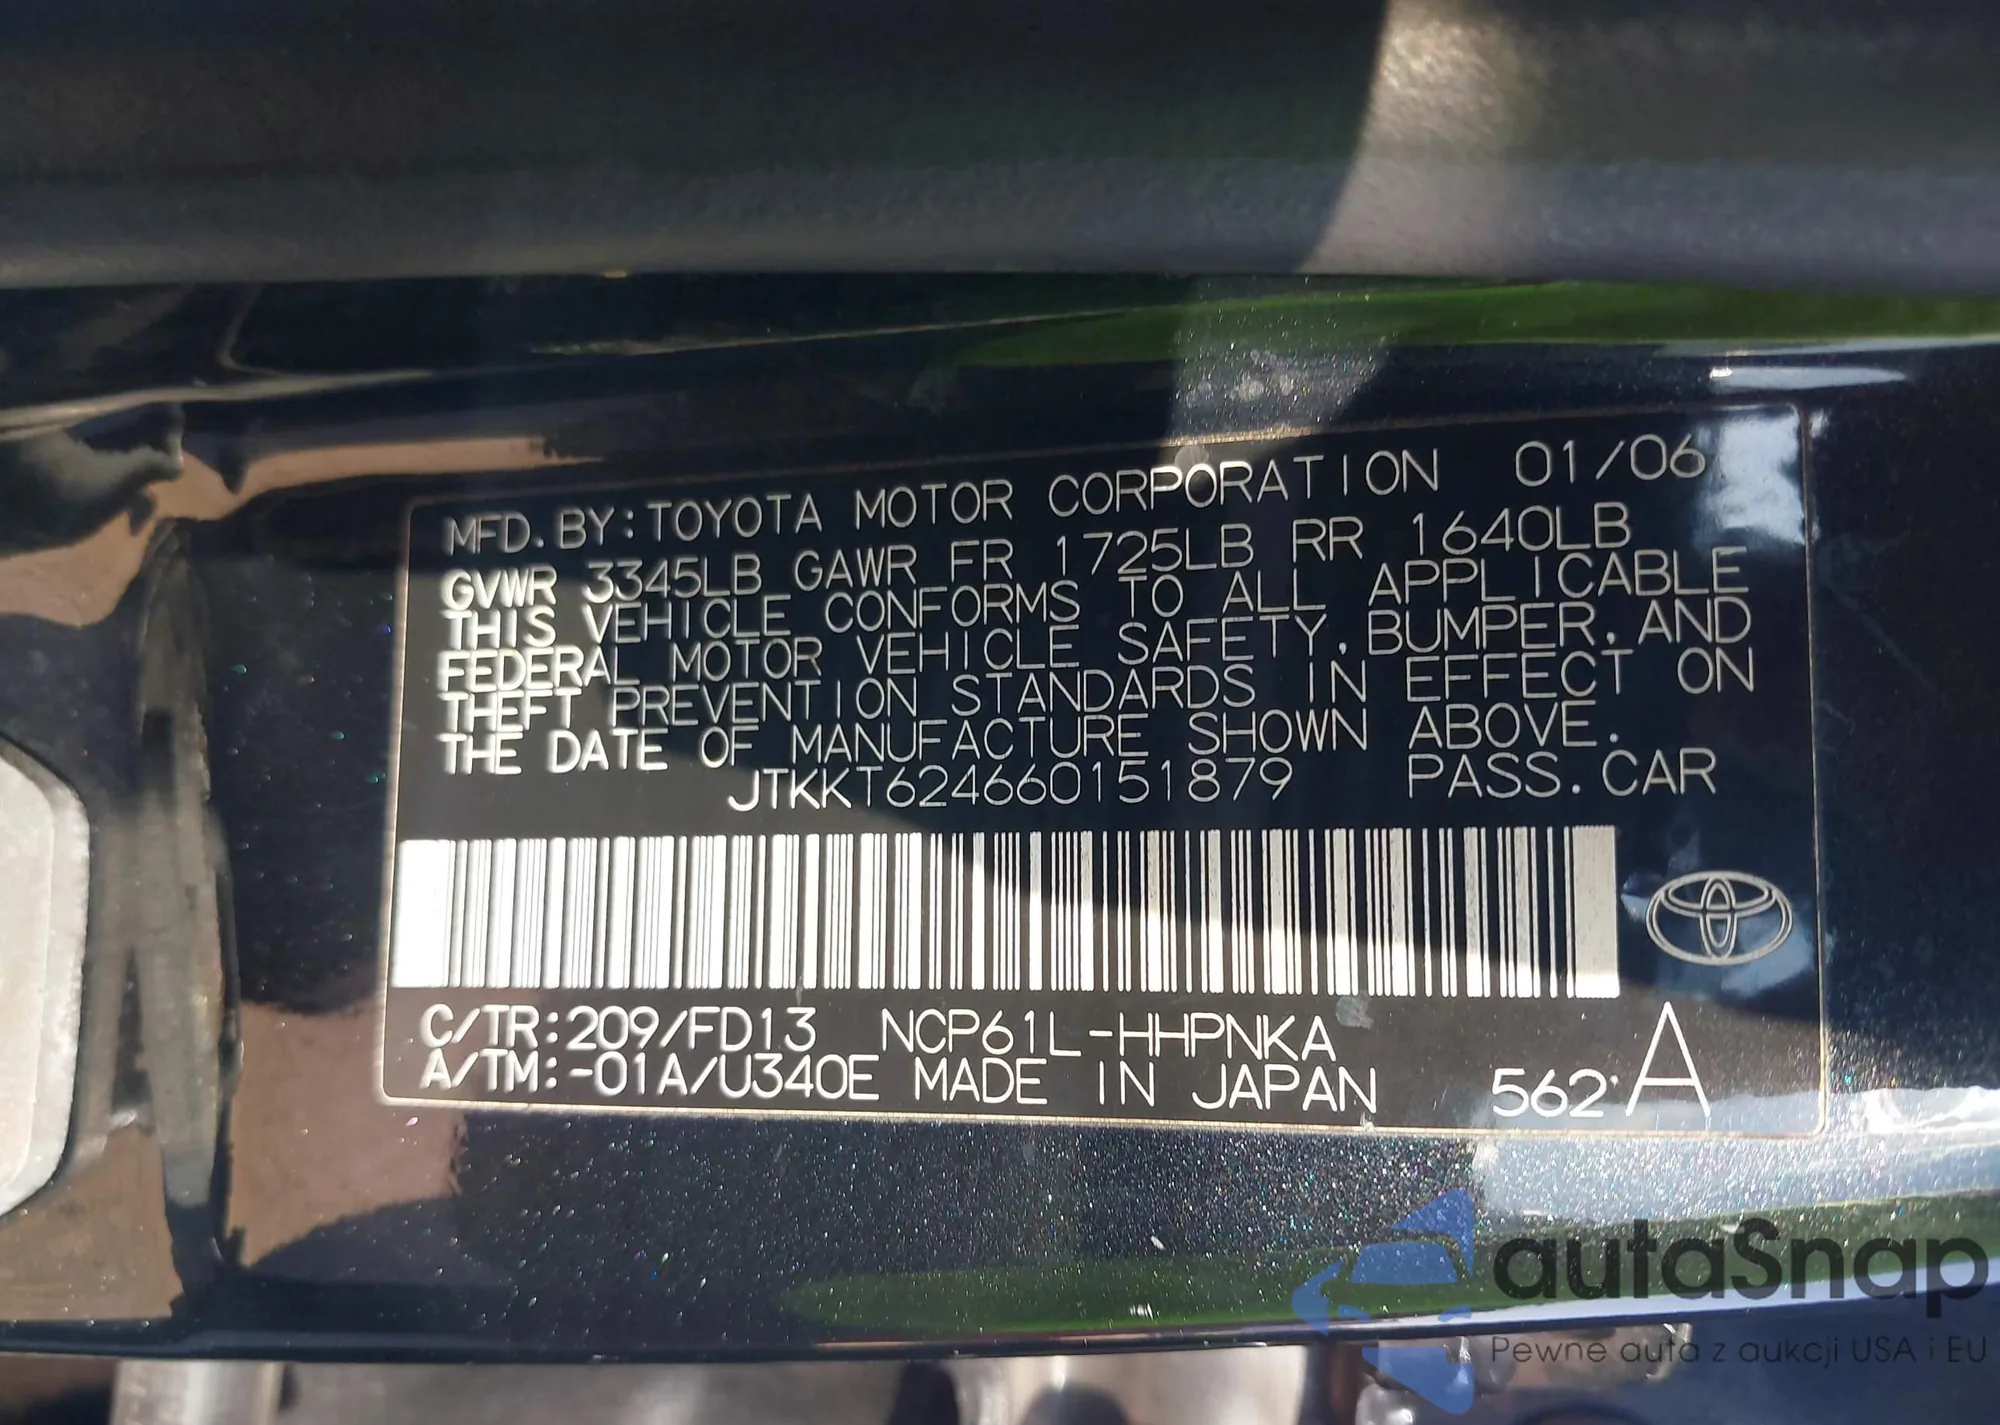 MFD. BY: TOYOTA MOTOR CORPORATION 01/06
GVWR 3345LB GAWR FR 1725LB RR 1640LB
THIS VEHICLE CONFORMS TO ALL APPLICABLE
FEDERAL MOTOR VEHICLE SAFETY, BUMPER, AND
THEFT PREVENTION STANDARDS IN EFFECT ON
THE DATE OF MANUFACTURE SHOWN ABOVE.
JTKKT624660151879 PASS. CAR
C/TR: 209/FD13 NCP61L-HHPNKA
A/TM: -01A/U340E MADE IN JAPAN 562 A
autaSnap
Pewne auta z aukcji USA i EU